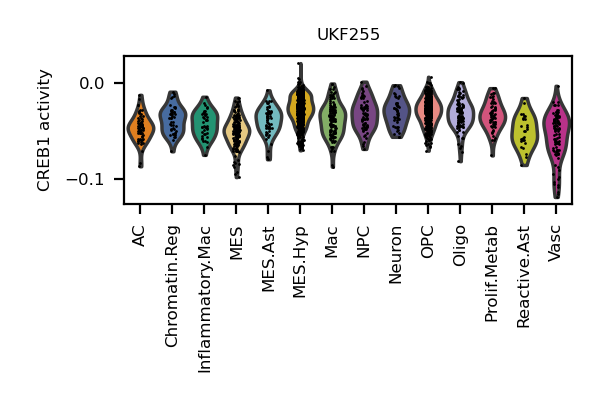 UKF255
CREB1 activity
0.0
−0.1
AC
Chromatin.Reg
Inflammatory.Mac
MES
MES.Ast
MES.Hyp
Mac
NPC
Neuron
OPC
Oligo
Prolif.Metab
Reactive.Ast
Vasc